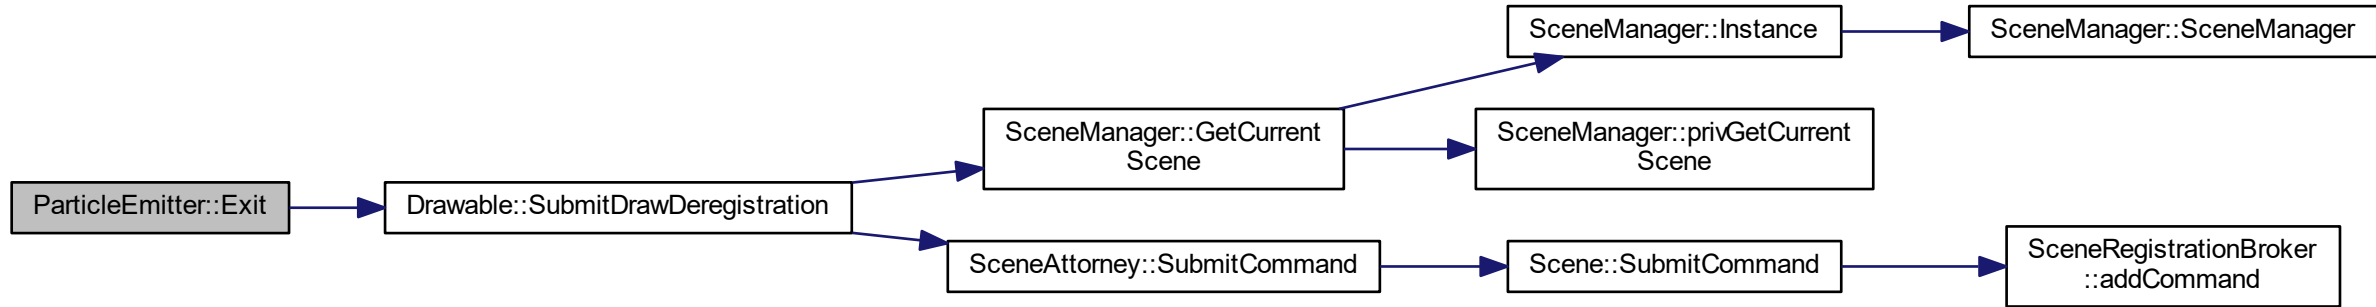 SceneManager::Instance
SceneManager::SceneManager
SceneManager::GetCurrent
Scene
SceneManager::privGetCurrent
Scene
ParticleEmitter::Exit
Drawable::SubmitDrawDeregistration
SceneAttorney::SubmitCommand
Scene::SubmitCommand
SceneRegistrationBroker
::addCommand